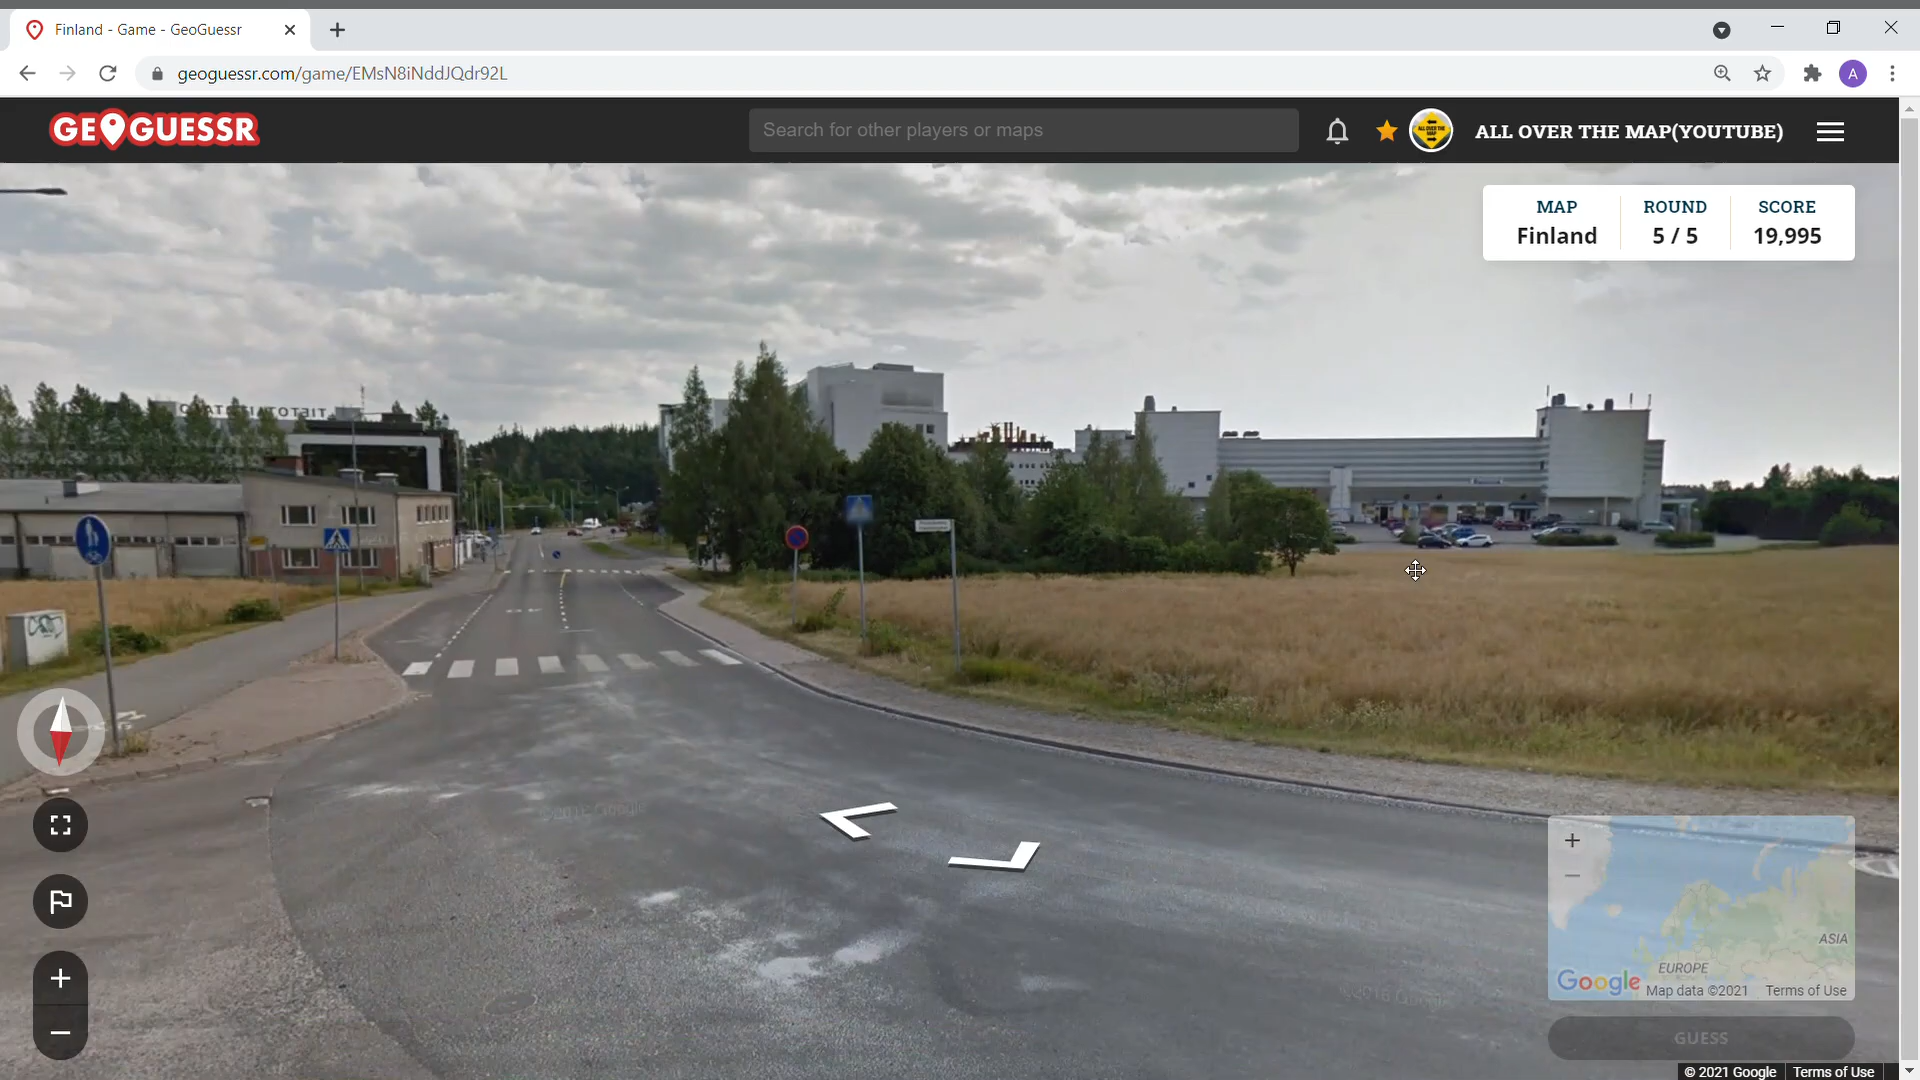 Finland - Game - GeoGuessr
geoguessr.com/game/EMsN8iNddJQdr92L
A
GEOGUESSR
Search for other players or maps
ALL OVER THE MAP(YOUTUBE)
MAP
Finland
ROUND
5 / 5
SCORE
19,995
ASIA
EUROPE
Google
Map data ©2021
Terms of Use
GUESS
© 2021 Google
Terms of Use